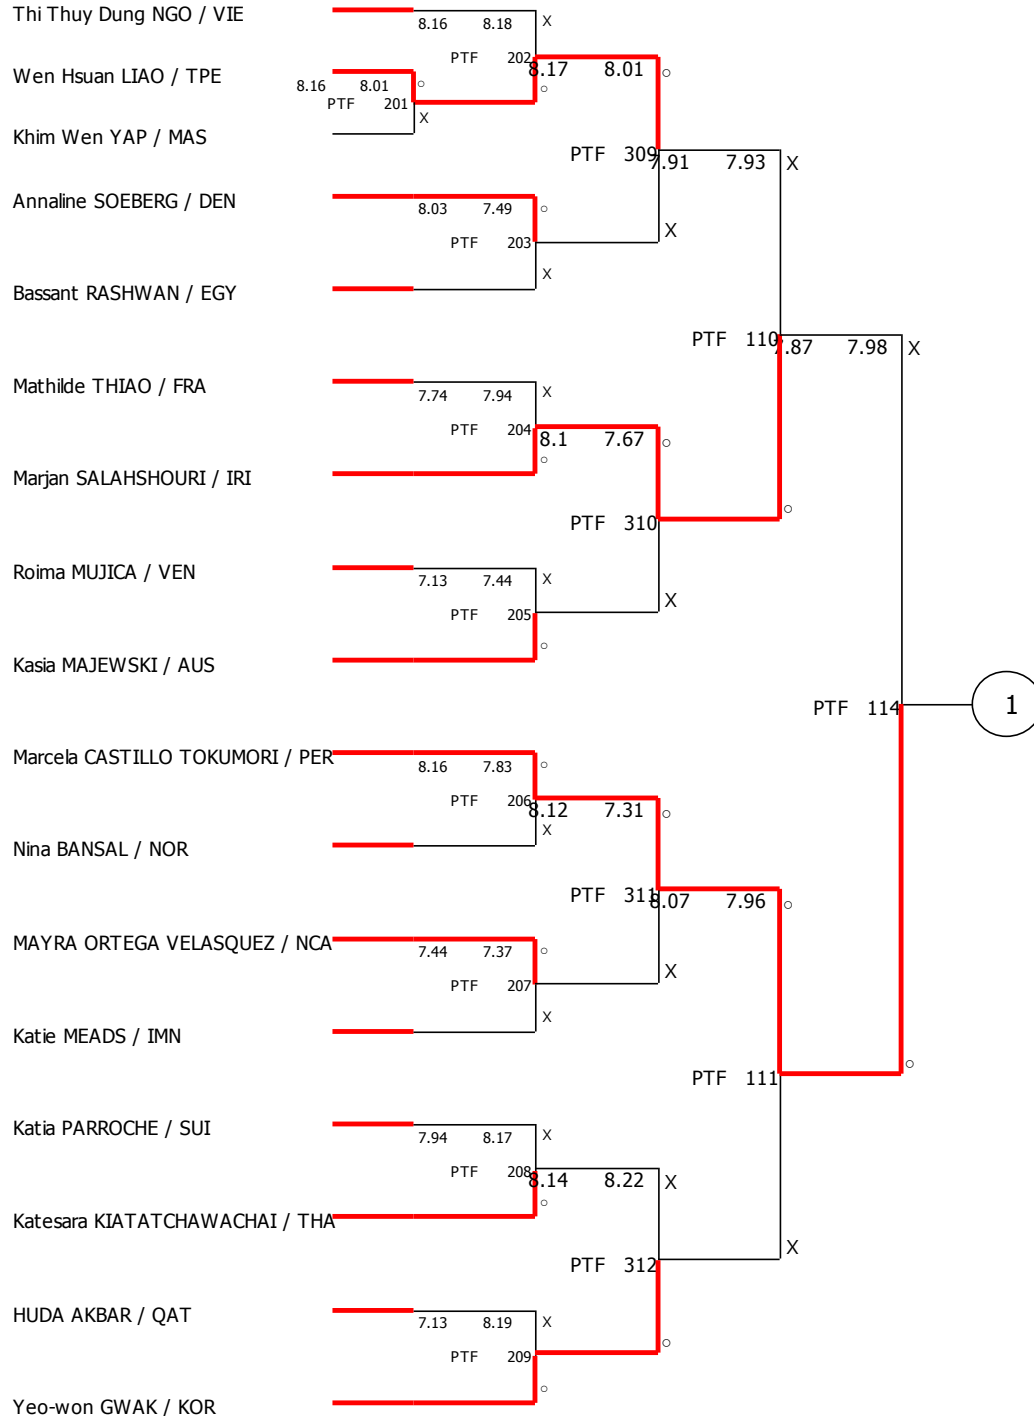 Thi Thuy Dung NGO / VIE
8.16 8.18 X
PTF 202
8.17 8.01 ○
Wen Hsuan LIAO / TPE
8.16 8.01 ○
○
PTF 201
X
Khim Wen YAP / MAS
PTF 309
7.91 7.93 X
Annaline SOEBERG / DEN
8.03 7.49 ○
X
PTF 203
X
Bassant RASHWAN / EGY
PTF 110
7.87 7.98 X
Mathilde THIAO / FRA
7.74 7.94 X
PTF 204
8.1 7.67 ○
○
Marjan SALAHSHOURI / IRI
○
PTF 310
Roima MUJICA / VEN
7.13 7.44 X
X
PTF 205
○
Kasia MAJEWSKI / AUS
PTF 114
1
Marcela CASTILLO TOKUMORI / PER
8.16 7.83 ○
PTF 206
8.12 7.31 ○
X
Nina BANSAL / NOR
PTF 311
8.07 7.96 ○
MAYRA ORTEGA VELASQUEZ / NCA
7.44 7.37 ○
X
PTF 207
X
Katie MEADS / IMN
○
PTF 111
Katia PARROCHE / SUI
7.94 8.17 X
PTF 208
8.14 8.22 X
○
Katesara KIATATCHAWACHAI / THA
X
PTF 312
HUDA AKBAR / QAT
7.13 8.19 X
○
PTF 209
○
Yeo-won GWAK / KOR